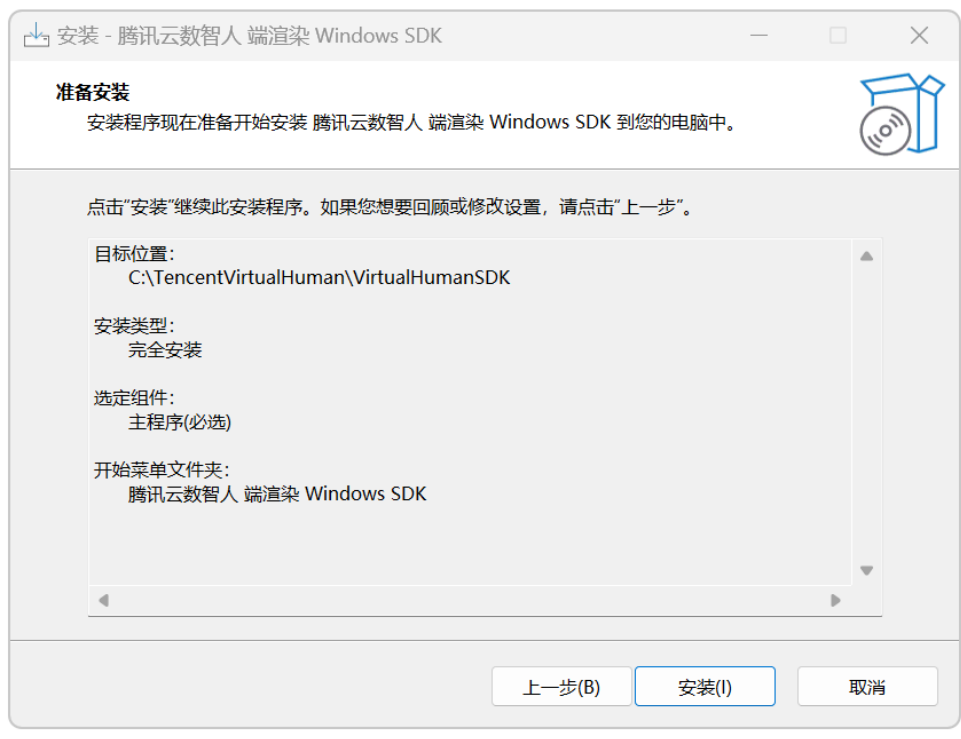 安装 - 腾讯云数智人 端渲染 Windows SDK
准备安装
安装程序现在准备开始安装 腾讯云数智人 端渲染 Windows SDK 到您的电脑中。
点击“安装”继续此安装程序。如果您想要回顾或修改设置，请点击“上一步”。
目标位置：
C:\TencentVirtualHuman\VirtualHumanSDK
安装类型：
完全安装
选定组件：
主程序(必选)
开始菜单文件夹：
腾讯云数智人 端渲染 Windows SDK
上一步(B) 安装(I) 取消